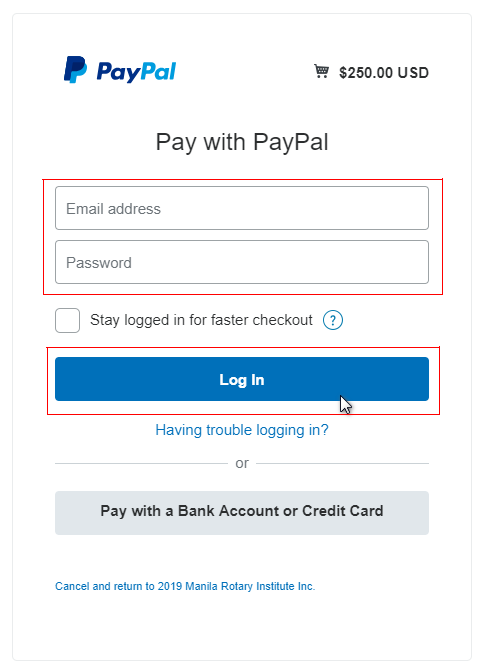 PayPal
$250.00 USD
Pay with PayPal
Email address
Password
Stay logged in for faster checkout ?
Log In
Having trouble logging in?
or
Pay with a Bank Account or Credit Card
Cancel and return to 2019 Manila Rotary Institute Inc.